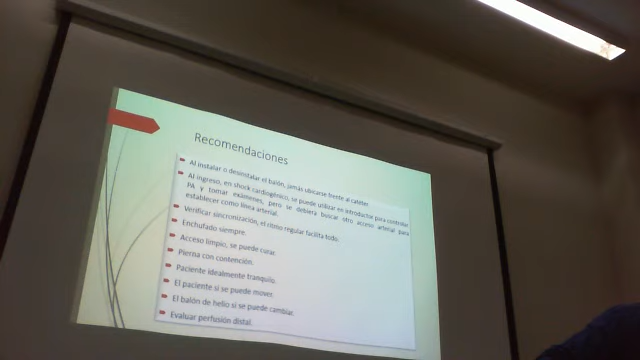 Recomendaciones
Al instalar o desinstalar el balón, jamás ubicarse frente al catéter.
Al ingreso, en shock cardiogénico, se puede utilizar en introductor para controlar
PA y tomar exámenes, pero se debiera buscar otro acceso arterial para
establecer como línea arterial.
Verificar sincronización, el ritmo regular facilita todo.
Enchufado siempre.
Acceso limpio, se puede curar.
Pierna con contención.
Paciente idealmente tranquilo.
El paciente si se puede mover.
El balón de helio si se puede cambiar.
Evaluar perfusión distal.